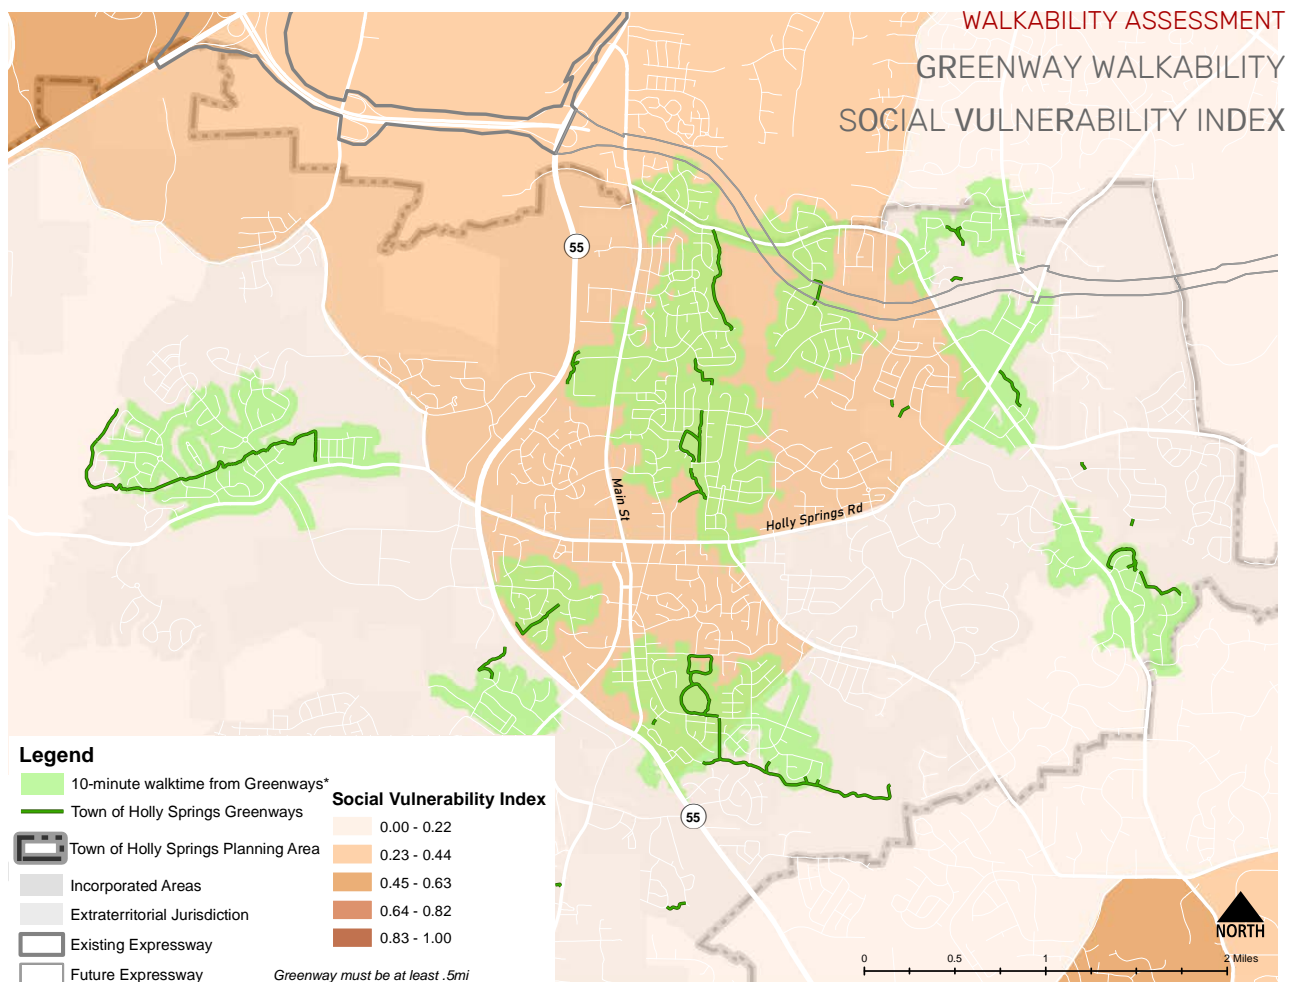 WALKABILITY ASSESSMENT
GREENWAY WALKABILITY
SOCIAL VULNERABILITY INDEX
55
Main St
Holly Springs Rd
55
Legend
10-minute walktime from Greenways*
Town of Holly Springs Greenways
Town of Holly Springs Planning Area
Incorporated Areas
Extraterritorial Jurisdiction
Existing Expressway
Future Expressway
Social Vulnerability Index
0.00 - 0.22
0.23 - 0.44
0.45 - 0.63
0.64 - 0.82
0.83 - 1.00
Greenway must be at least .5mi
NORTH
0 0.5 1 2 Miles